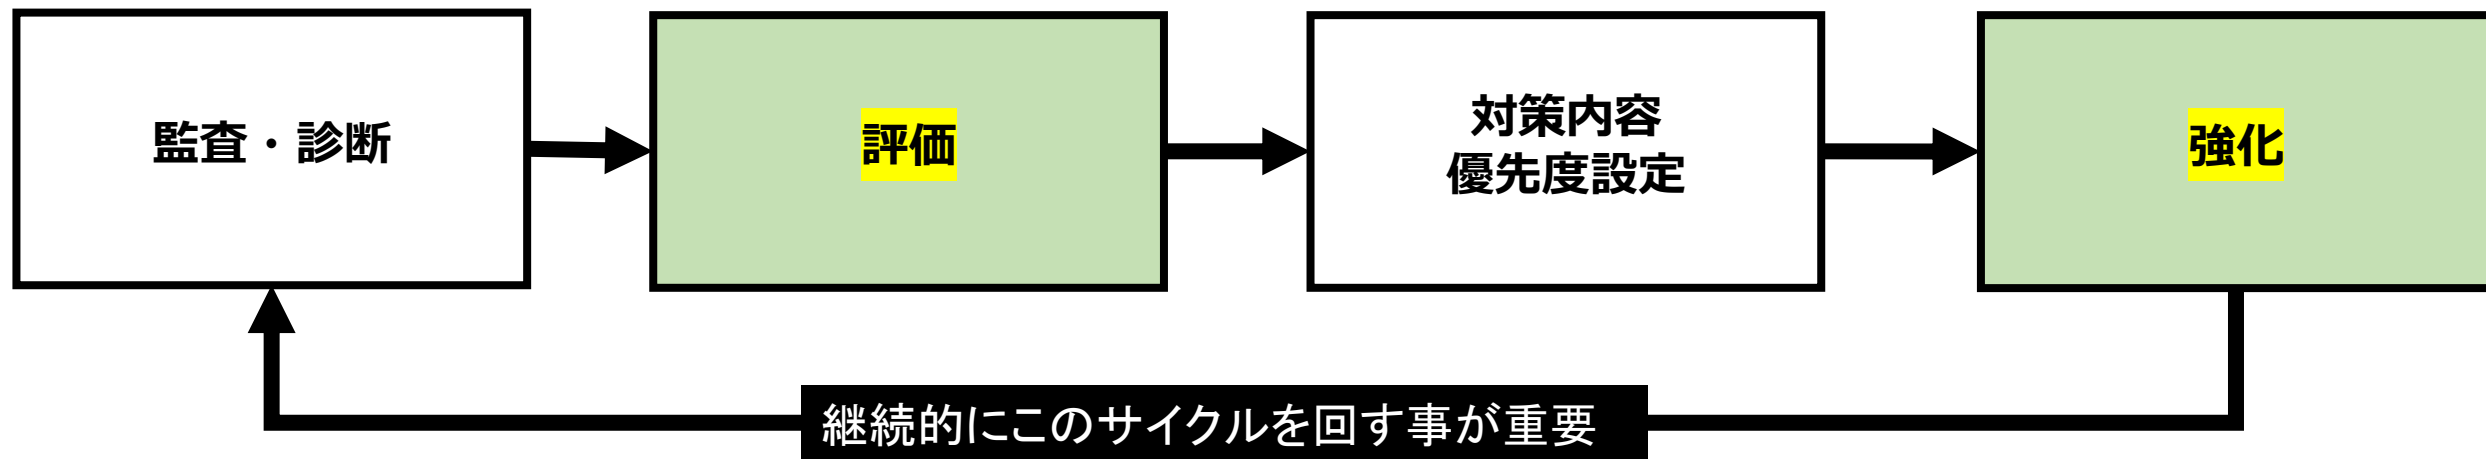 監査・診断
評価
対策内容
優先度設定
強化
継続的にこのサイクルを回す事が重要